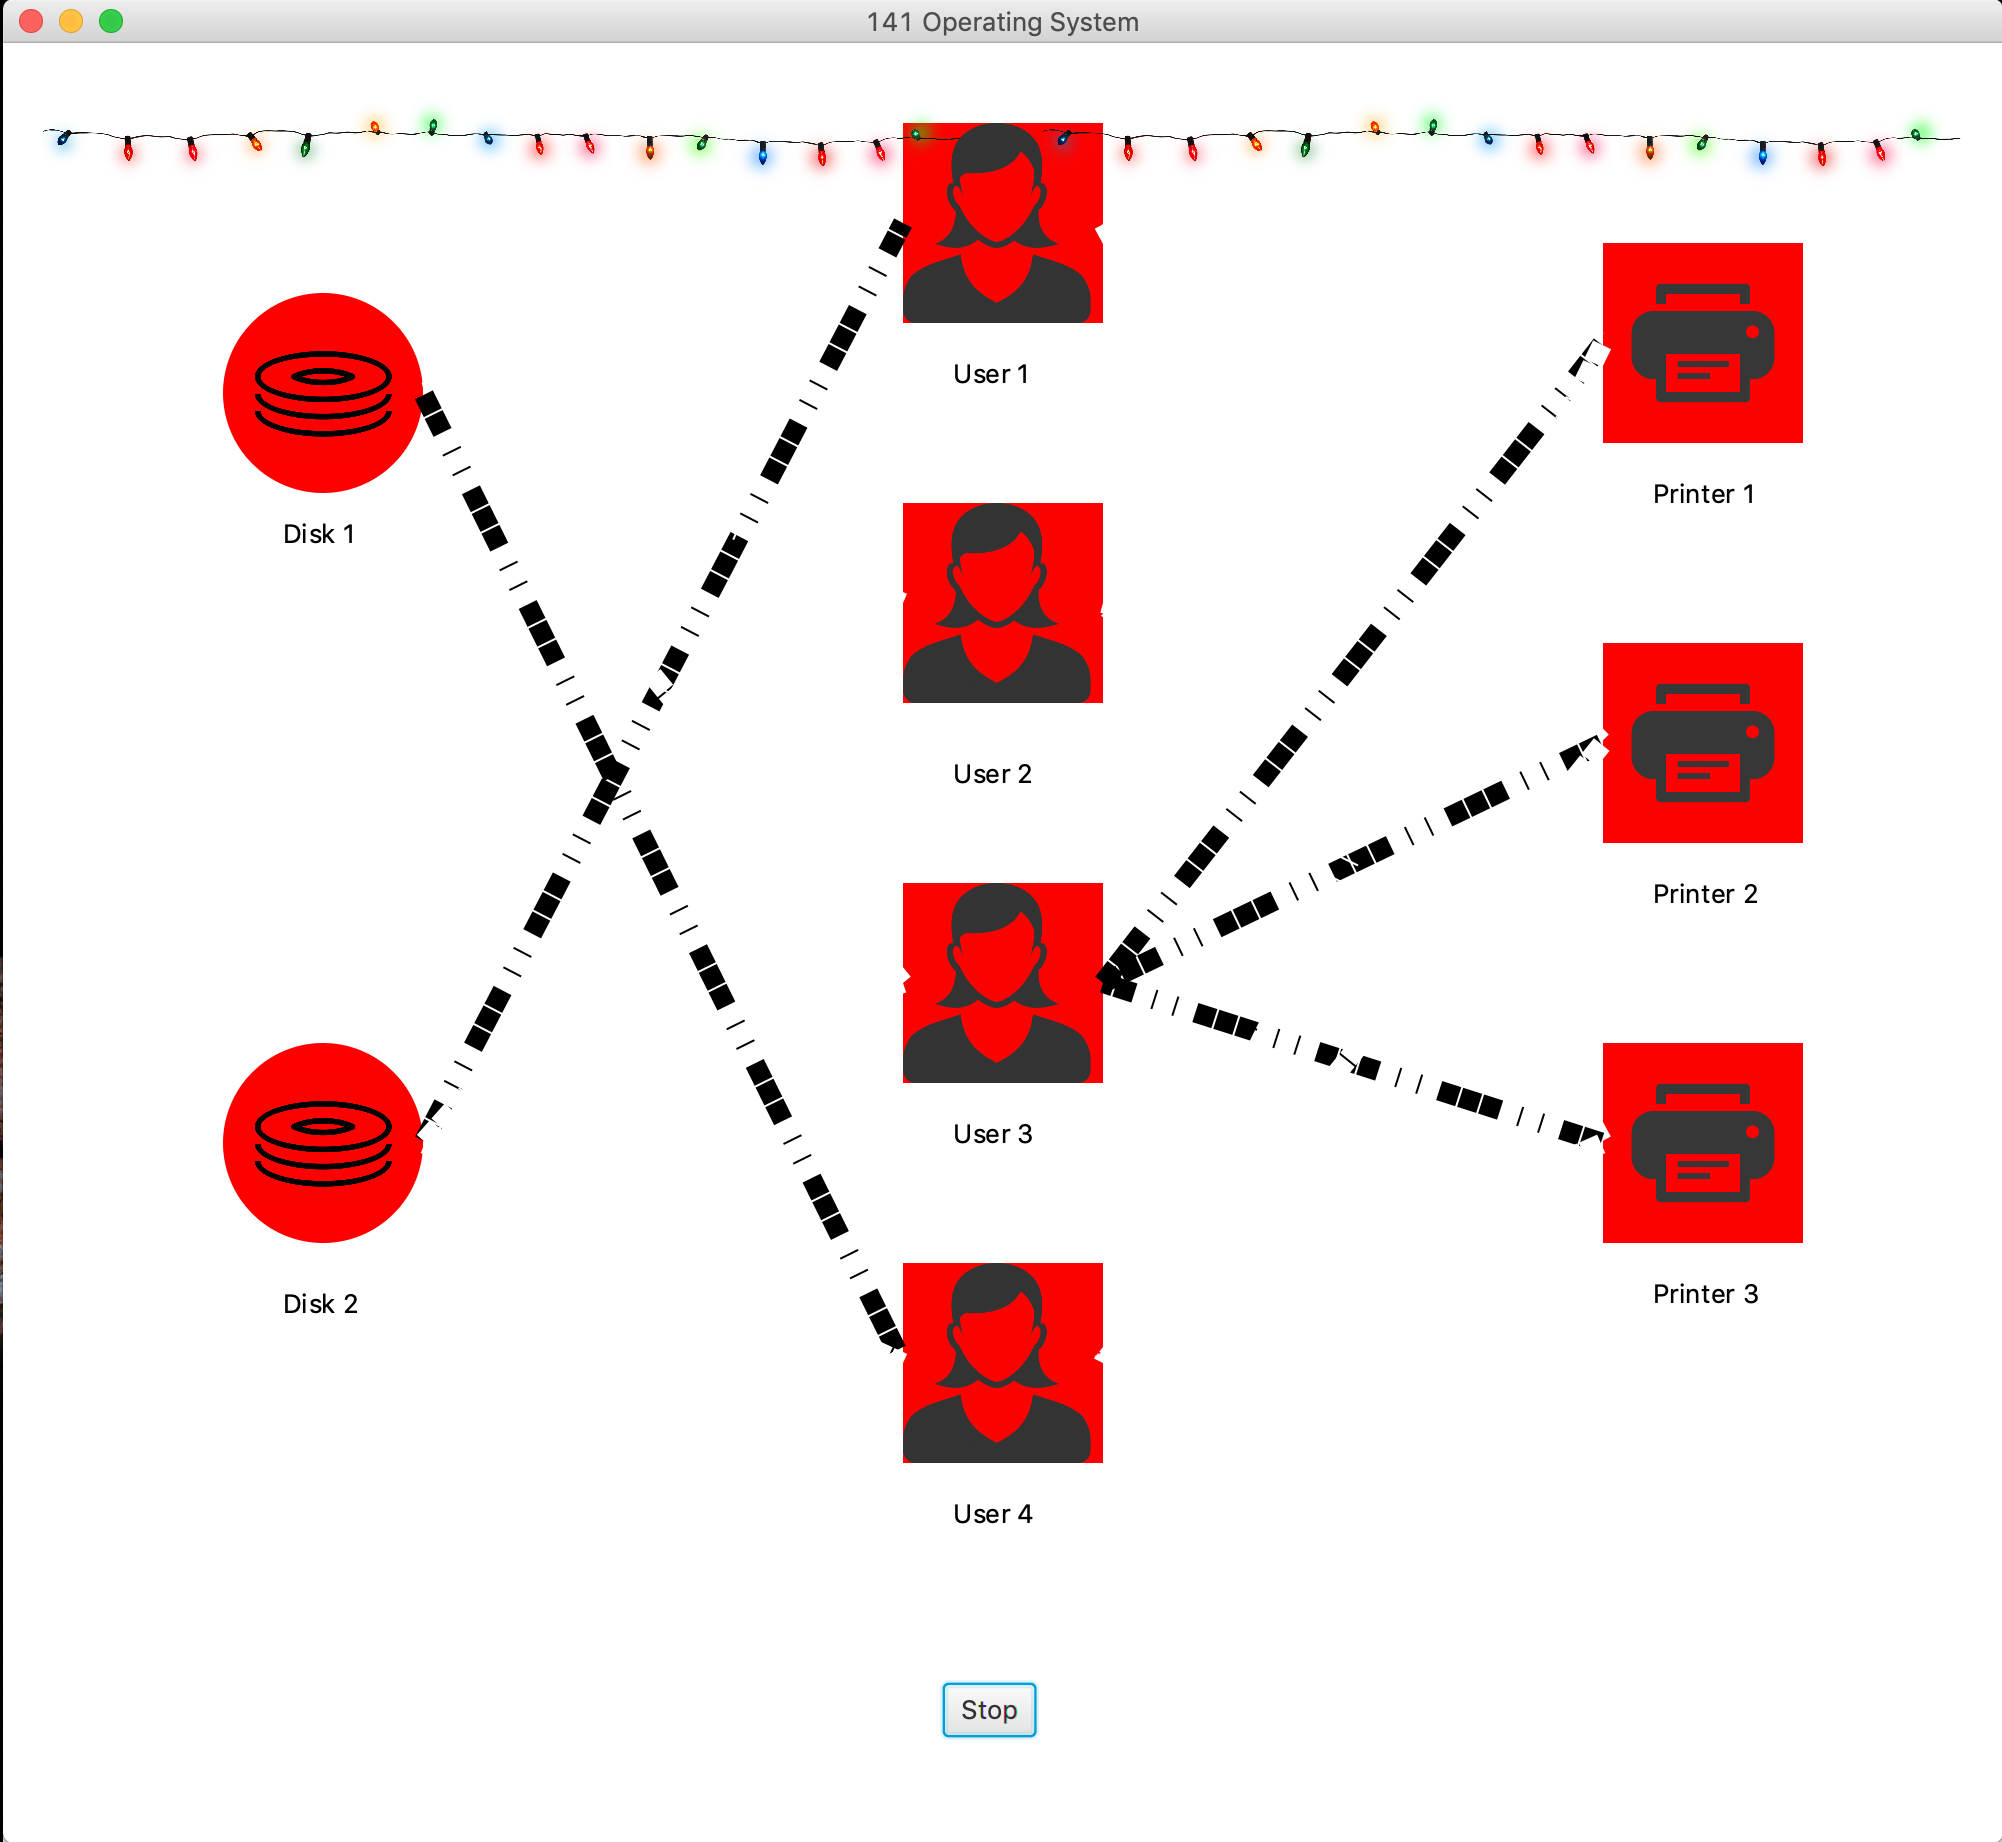 141 Operating System
User 1
Printer 1
Disk 1
User 2
Printer 2
User 3
Printer 3
Disk 2
User 4
Stop